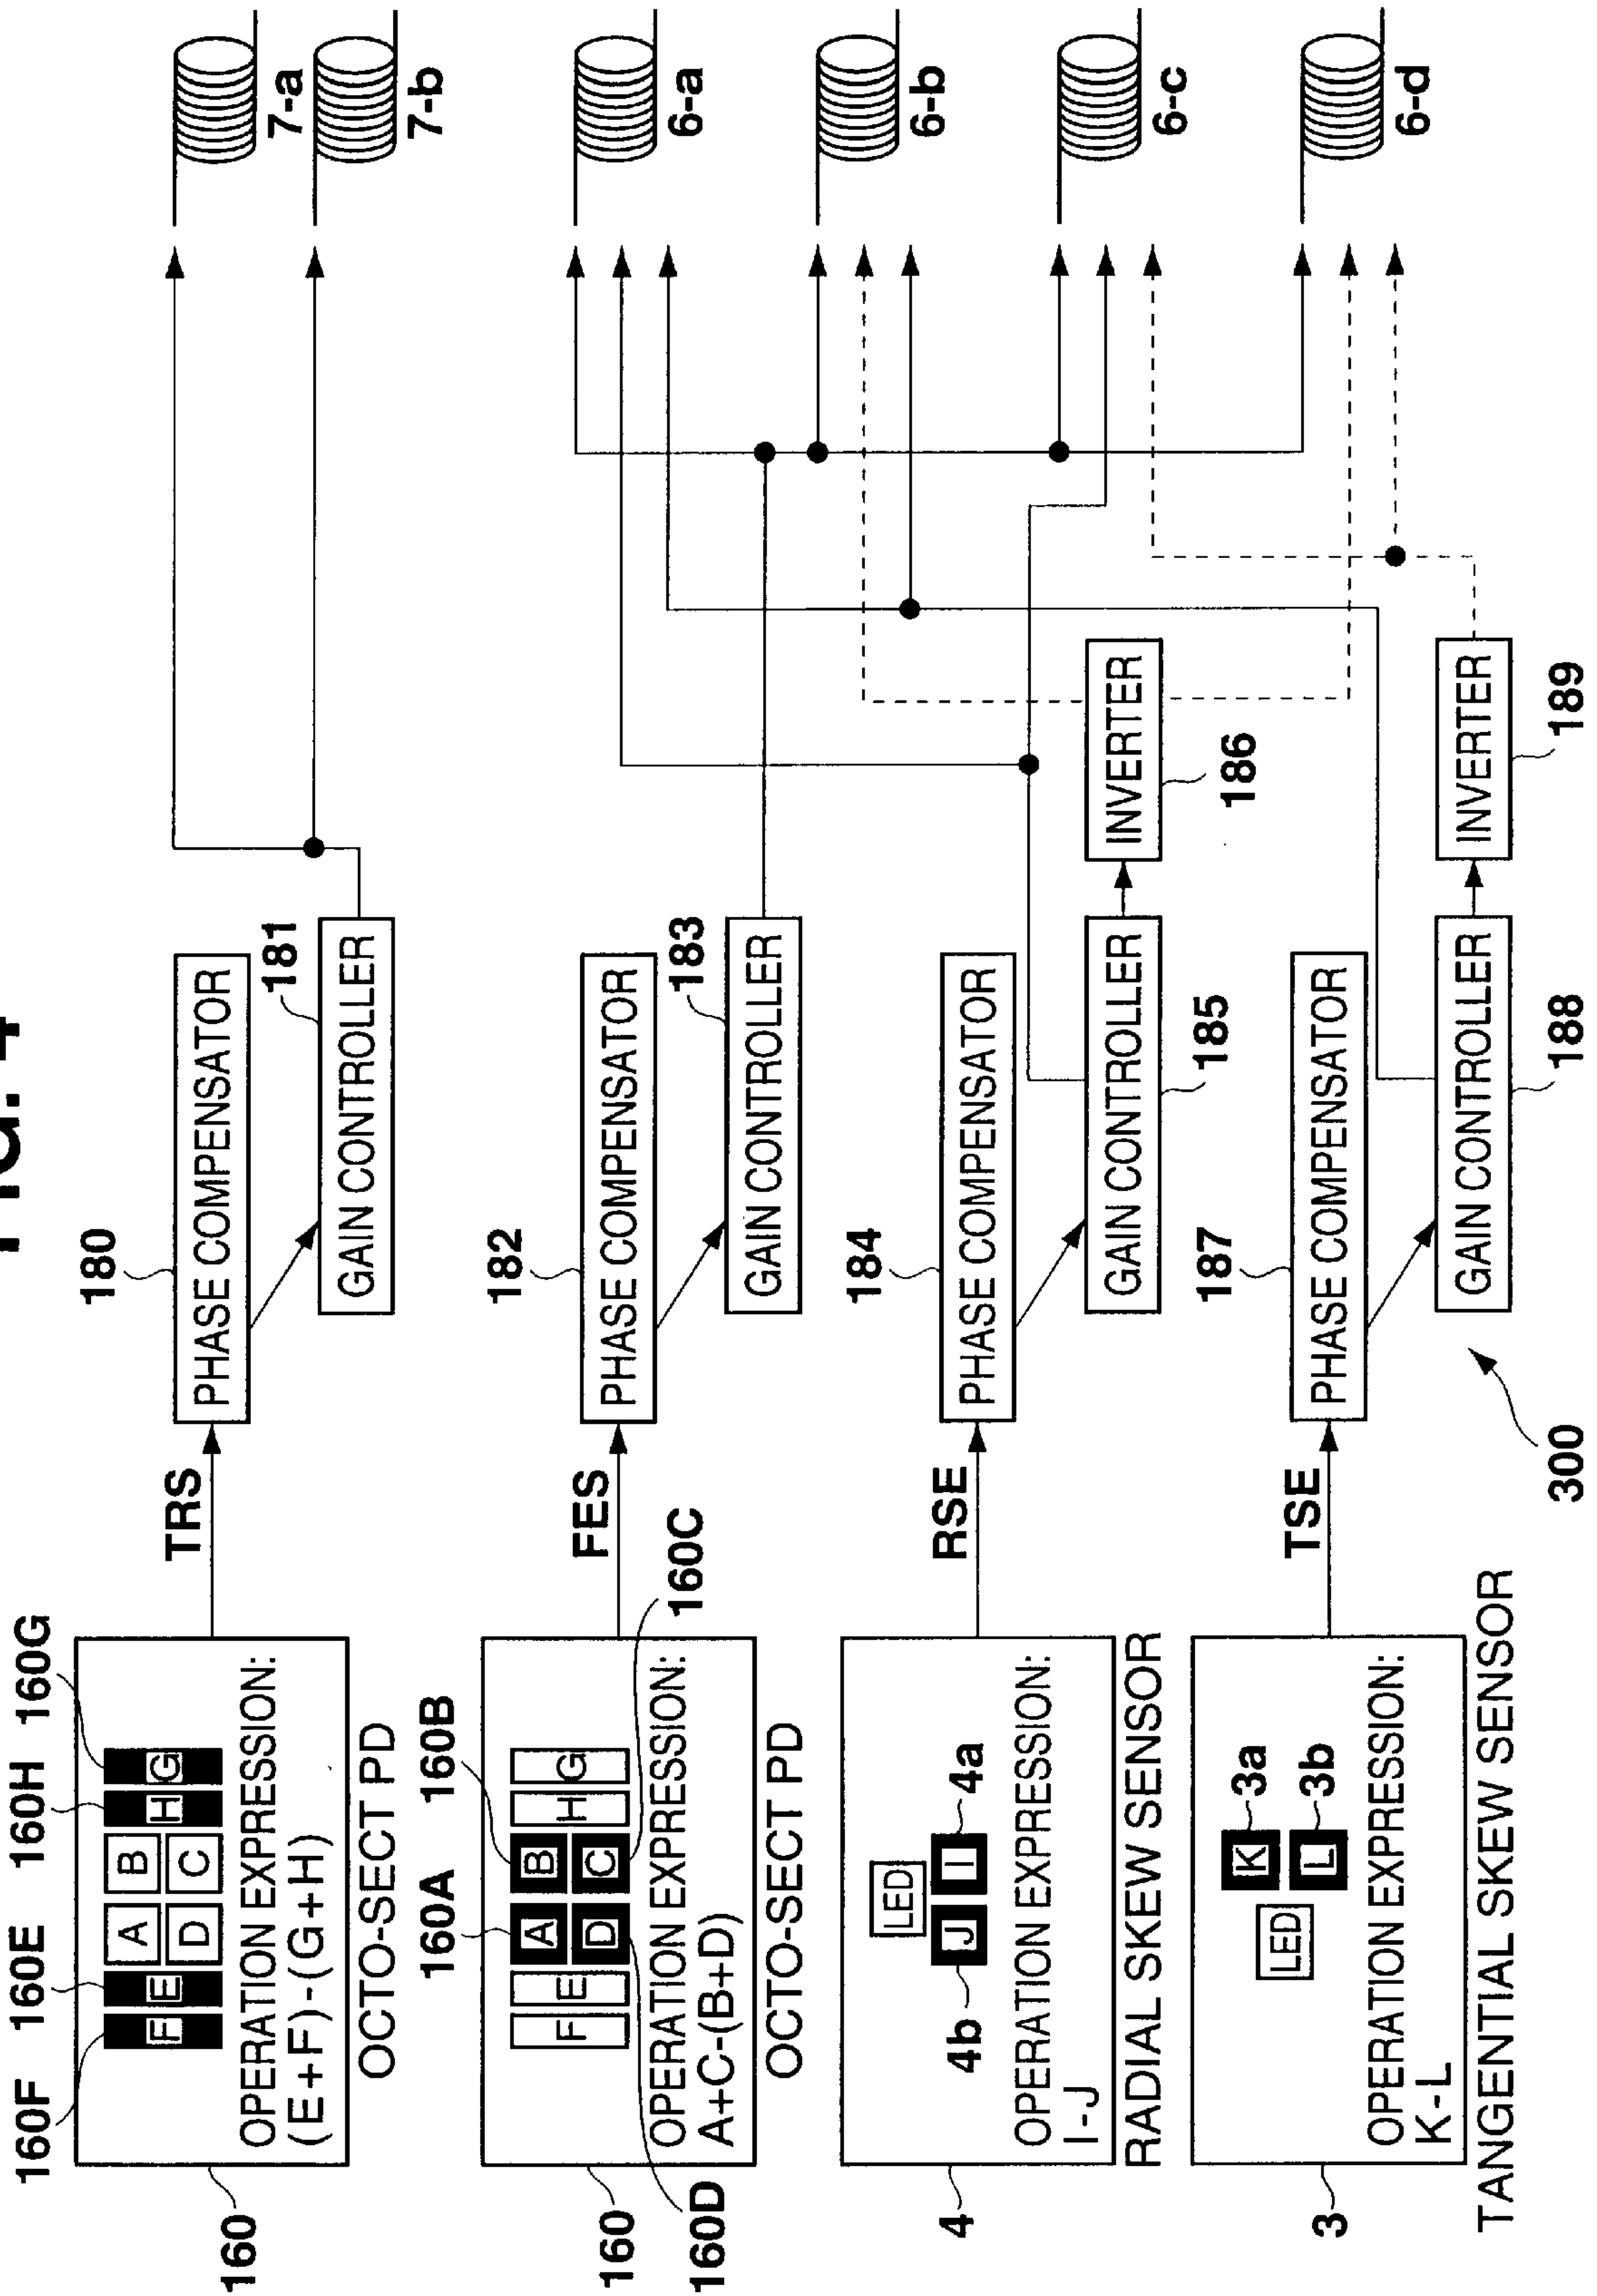 FIG. 4
160F
160E
160H
160G
F
E
A
B
D
C
H
G
OPERATION EXPRESSION:
(E+F)-(G+H)
OCTO-SECT PD
160
TRS
180
PHASE COMPENSATOR
181
GAIN CONTROLLER
7-a
7-b
160A
160B
160C
160D
F
E
A
B
D
C
H
G
OPERATION EXPRESSION:
A+C-(B+D)
OCTO-SECT PD
160
FES
182
PHASE COMPENSATOR
183
GAIN CONTROLLER
6-a
6-b
LED
J
I
4a
4b
OPERATION EXPRESSION:
I-J
RADIAL SKEW SENSOR
4
RSE
184
PHASE COMPENSATOR
GAIN CONTROLLER
185
INVERTER
186
6-c
LED
K
L
3a
3b
OPERATION EXPRESSION:
K-L
TANGENTIAL SKEW SENSOR
3
TSE
187
PHASE COMPENSATOR
GAIN CONTROLLER
188
INVERTER
189
6-d
300